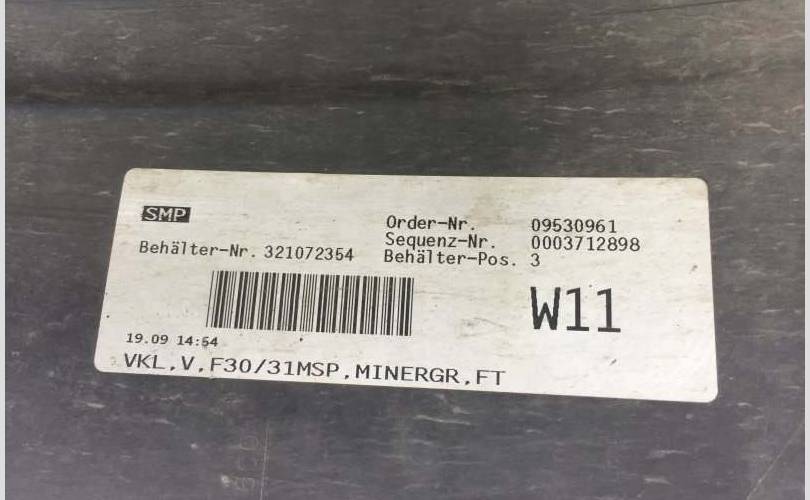 SMP
Order-Nr. 09530961
Sequenz-Nr. 0003712898
Behälter-Nr. 321072354
Behälter-Pos. 3
W11
19.09 14:54
VKL,V,F30/31MSP,MINERGR,FT